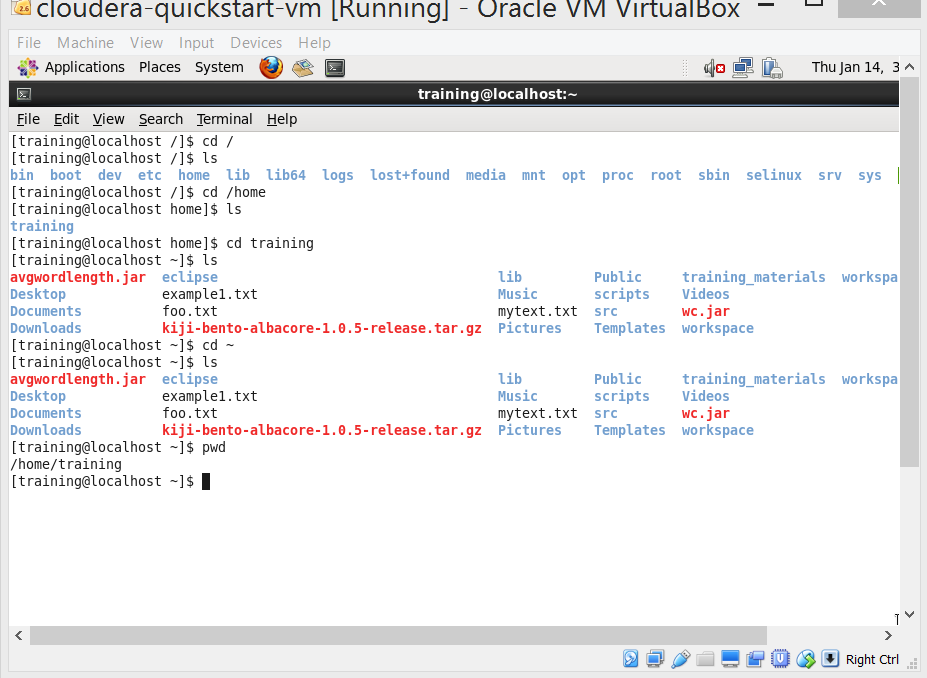 cloudera-quickstart-vm [Running] - Oracle VM VirtualBox
File Machine View Input Devices Help
Applications Places System Thu Jan 14, 3
training@localhost:~
File Edit View Search Terminal Help
[training@localhost /]$ cd /
[training@localhost /]$ ls
bin boot dev etc home lib lib64 logs lost+found media mnt opt proc root sbin selinux srv sys
[training@localhost /]$ cd /home
[training@localhost home]$ ls
training
[training@localhost home]$ cd training
[training@localhost ~]$ ls
avgwordlength.jar eclipse lib Public training_materials workspa
Desktop example1.txt Music scripts Videos
Documents foo.txt mytext.txt src wc.jar
Downloads kiji-bento-albacore-1.0.5-release.tar.gz Pictures Templates workspace
[training@localhost ~]$ cd ~
[training@localhost ~]$ ls
avgwordlength.jar eclipse lib Public training_materials workspa
Desktop example1.txt Music scripts Videos
Documents foo.txt mytext.txt src wc.jar
Downloads kiji-bento-albacore-1.0.5-release.tar.gz Pictures Templates workspace
[training@localhost ~]$ pwd
/home/training
[training@localhost ~]$
Right Ctrl